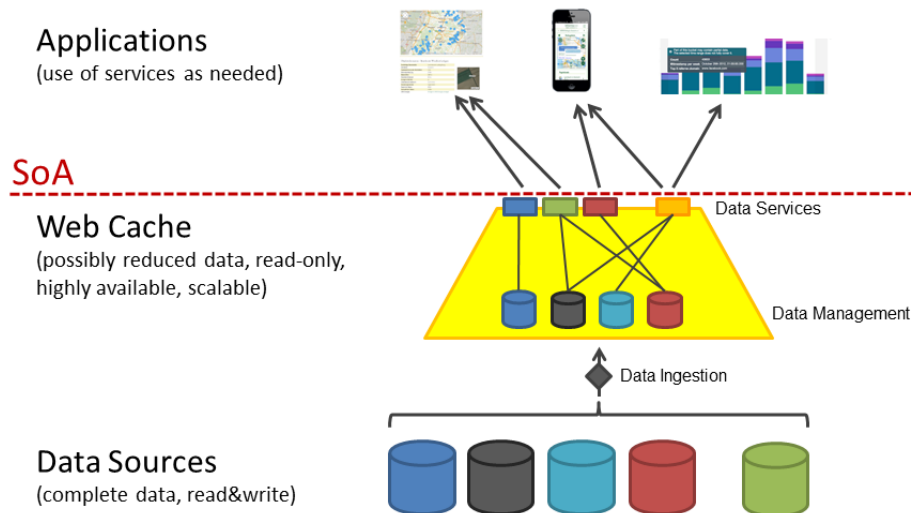 Applications
(use of services as needed)
SoA
Web Cache
(possibly reduced data, read-only,
highly available, scalable)
Data Services
Data Management
Data Ingestion
Data Sources
(complete data, read&write)